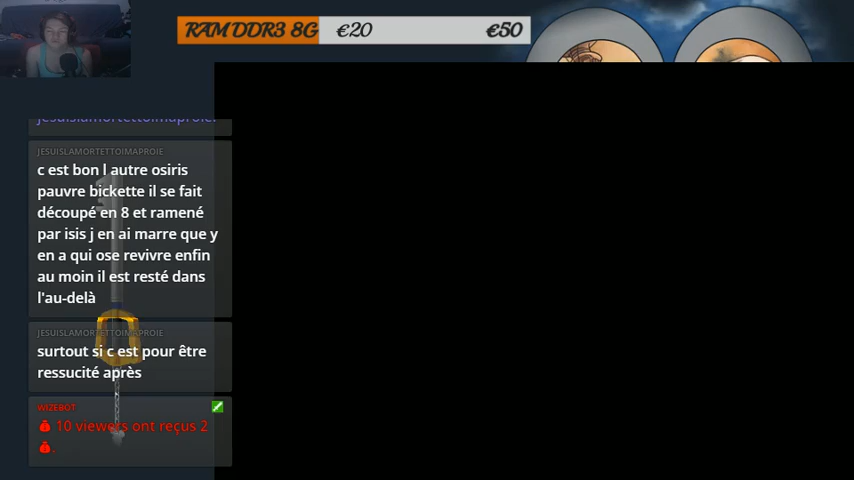 RAM DDR3 8G €20 €50
jesuislamortettoimaproie.
JESUISLAMORTETTOIMAPROIE
c est bon l autre osiris
pauvre bickette il se fait
découpé en 8 et ramené
par isis j en ai marre que y
en a qui ose revivre enfin
au moin il est resté dans
l'au-delà
JESUISLAMORTETTOIMAPROIE
surtout si c est pour être
ressucité après
WIZEBOT
10 viewers ont reçus 2
.